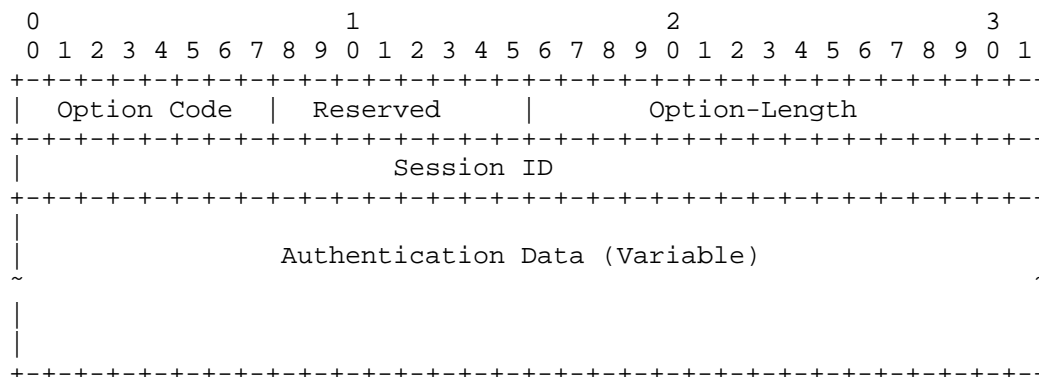 0                   1                   2                   3
 0 1 2 3 4 5 6 7 8 9 0 1 2 3 4 5 6 7 8 9 0 1 2 3 4 5 6 7 8 9 0 1
+-+-+-+-+-+-+-+-+-+-+-+-+-+-+-+-+-+-+-+-+-+-+-+-+-+-+-+-+-+-+-+-
|  Option Code  |  Reserved     |       Option-Length
+-+-+-+-+-+-+-+-+-+-+-+-+-+-+-+-+-+-+-+-+-+-+-+-+-+-+-+-+-+-+-+-
|                       Session ID
+-+-+-+-+-+-+-+-+-+-+-+-+-+-+-+-+-+-+-+-+-+-+-+-+-+-+-+-+-+-+-+-
|
|                Authentication Data (Variable)
~                                                               ~
|
|
+-+-+-+-+-+-+-+-+-+-+-+-+-+-+-+-+-+-+-+-+-+-+-+-+-+-+-+-+-+-+-+-